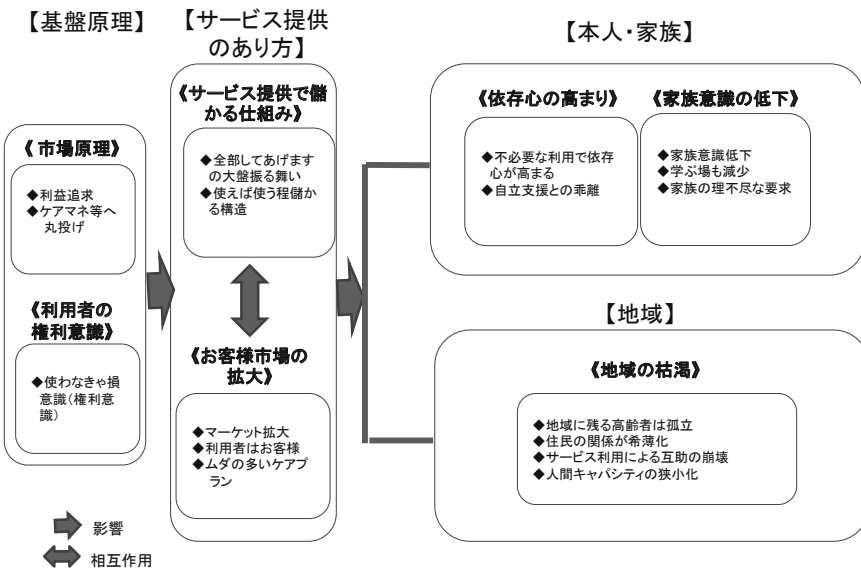 【基盤原理】
《 市場原理》
◆利益追求
◆ケアマネ等へ
丸投げ
《利用者の
権利意識》
◆使わなきゃ損
意識(権利意
識)
【サービス提供
のあり方】
《サービス提供で儲
かる仕組み》
◆全部してあげます
の大盤振る舞い
◆使えば使う程儲か
る構造
《お客様市場の
拡大》
◆マーケット拡大
◆利用者はお客様
◆ムダの多いケアプ
ラン
【本人・家族】
《依存心の高まり》
◆不必要な利用で依存
心が高まる
◆自立支援との乖離
《家族意識の低下》
◆家族意識低下
◆学ぶ場も減少
◆家族の理不尽な要求
【地域】
《地域の枯渇》
◆地域に残る高齢者は孤立
◆住民の関係が希薄化
◆サービス利用による互助の崩壊
◆人間キャパシティの狭小化
影響
相互作用